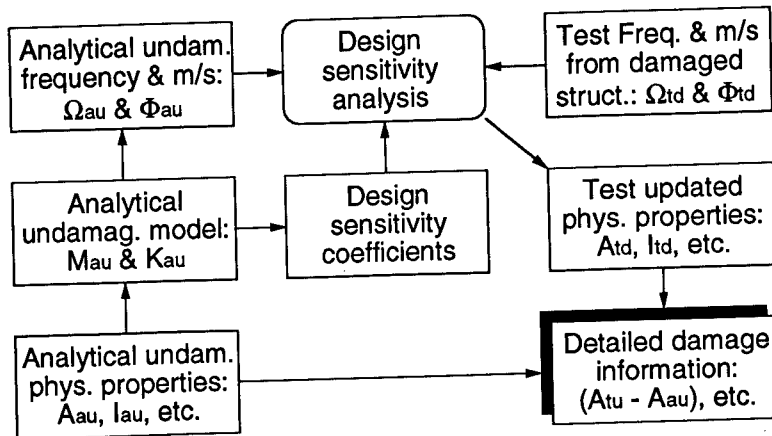 Analytical undam.
frequency & m/s:
Ωau & Φau
Design
sensitivity
analysis
Test Freq. & m/s
from damaged
struct.: Ωtd & Φtd
Analytical
undamag. model:
Mau & Kau
Design
sensitivity
coefficients
Test updated
phys. properties:
Atd, Itd, etc.
Analytical undam.
phys. properties:
Aau, Iau, etc.
Detailed damage
information:
(Atu - Aau), etc.